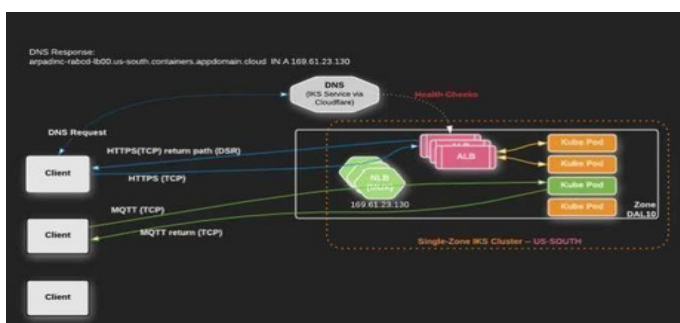 DNS Response:
arpadinc-rabcd-lb00.us-south.containers.appdomain.cloud IN A 169.61.23.130
DNS
(IKS Service via
Cloudflare)
Health Checks
DNS Request
HTTPS(TCP) return path (DSR)
Client
HTTPS (TCP)
ALB
Kube Pod
Kube Pod
NLB
169.61.23.130
Kube Pod
MQTT (TCP)
Client
MQTT return (TCP)
Kube Pod
Zone
DAL10
Single-Zone IKS Cluster – US-SOUTH
Client